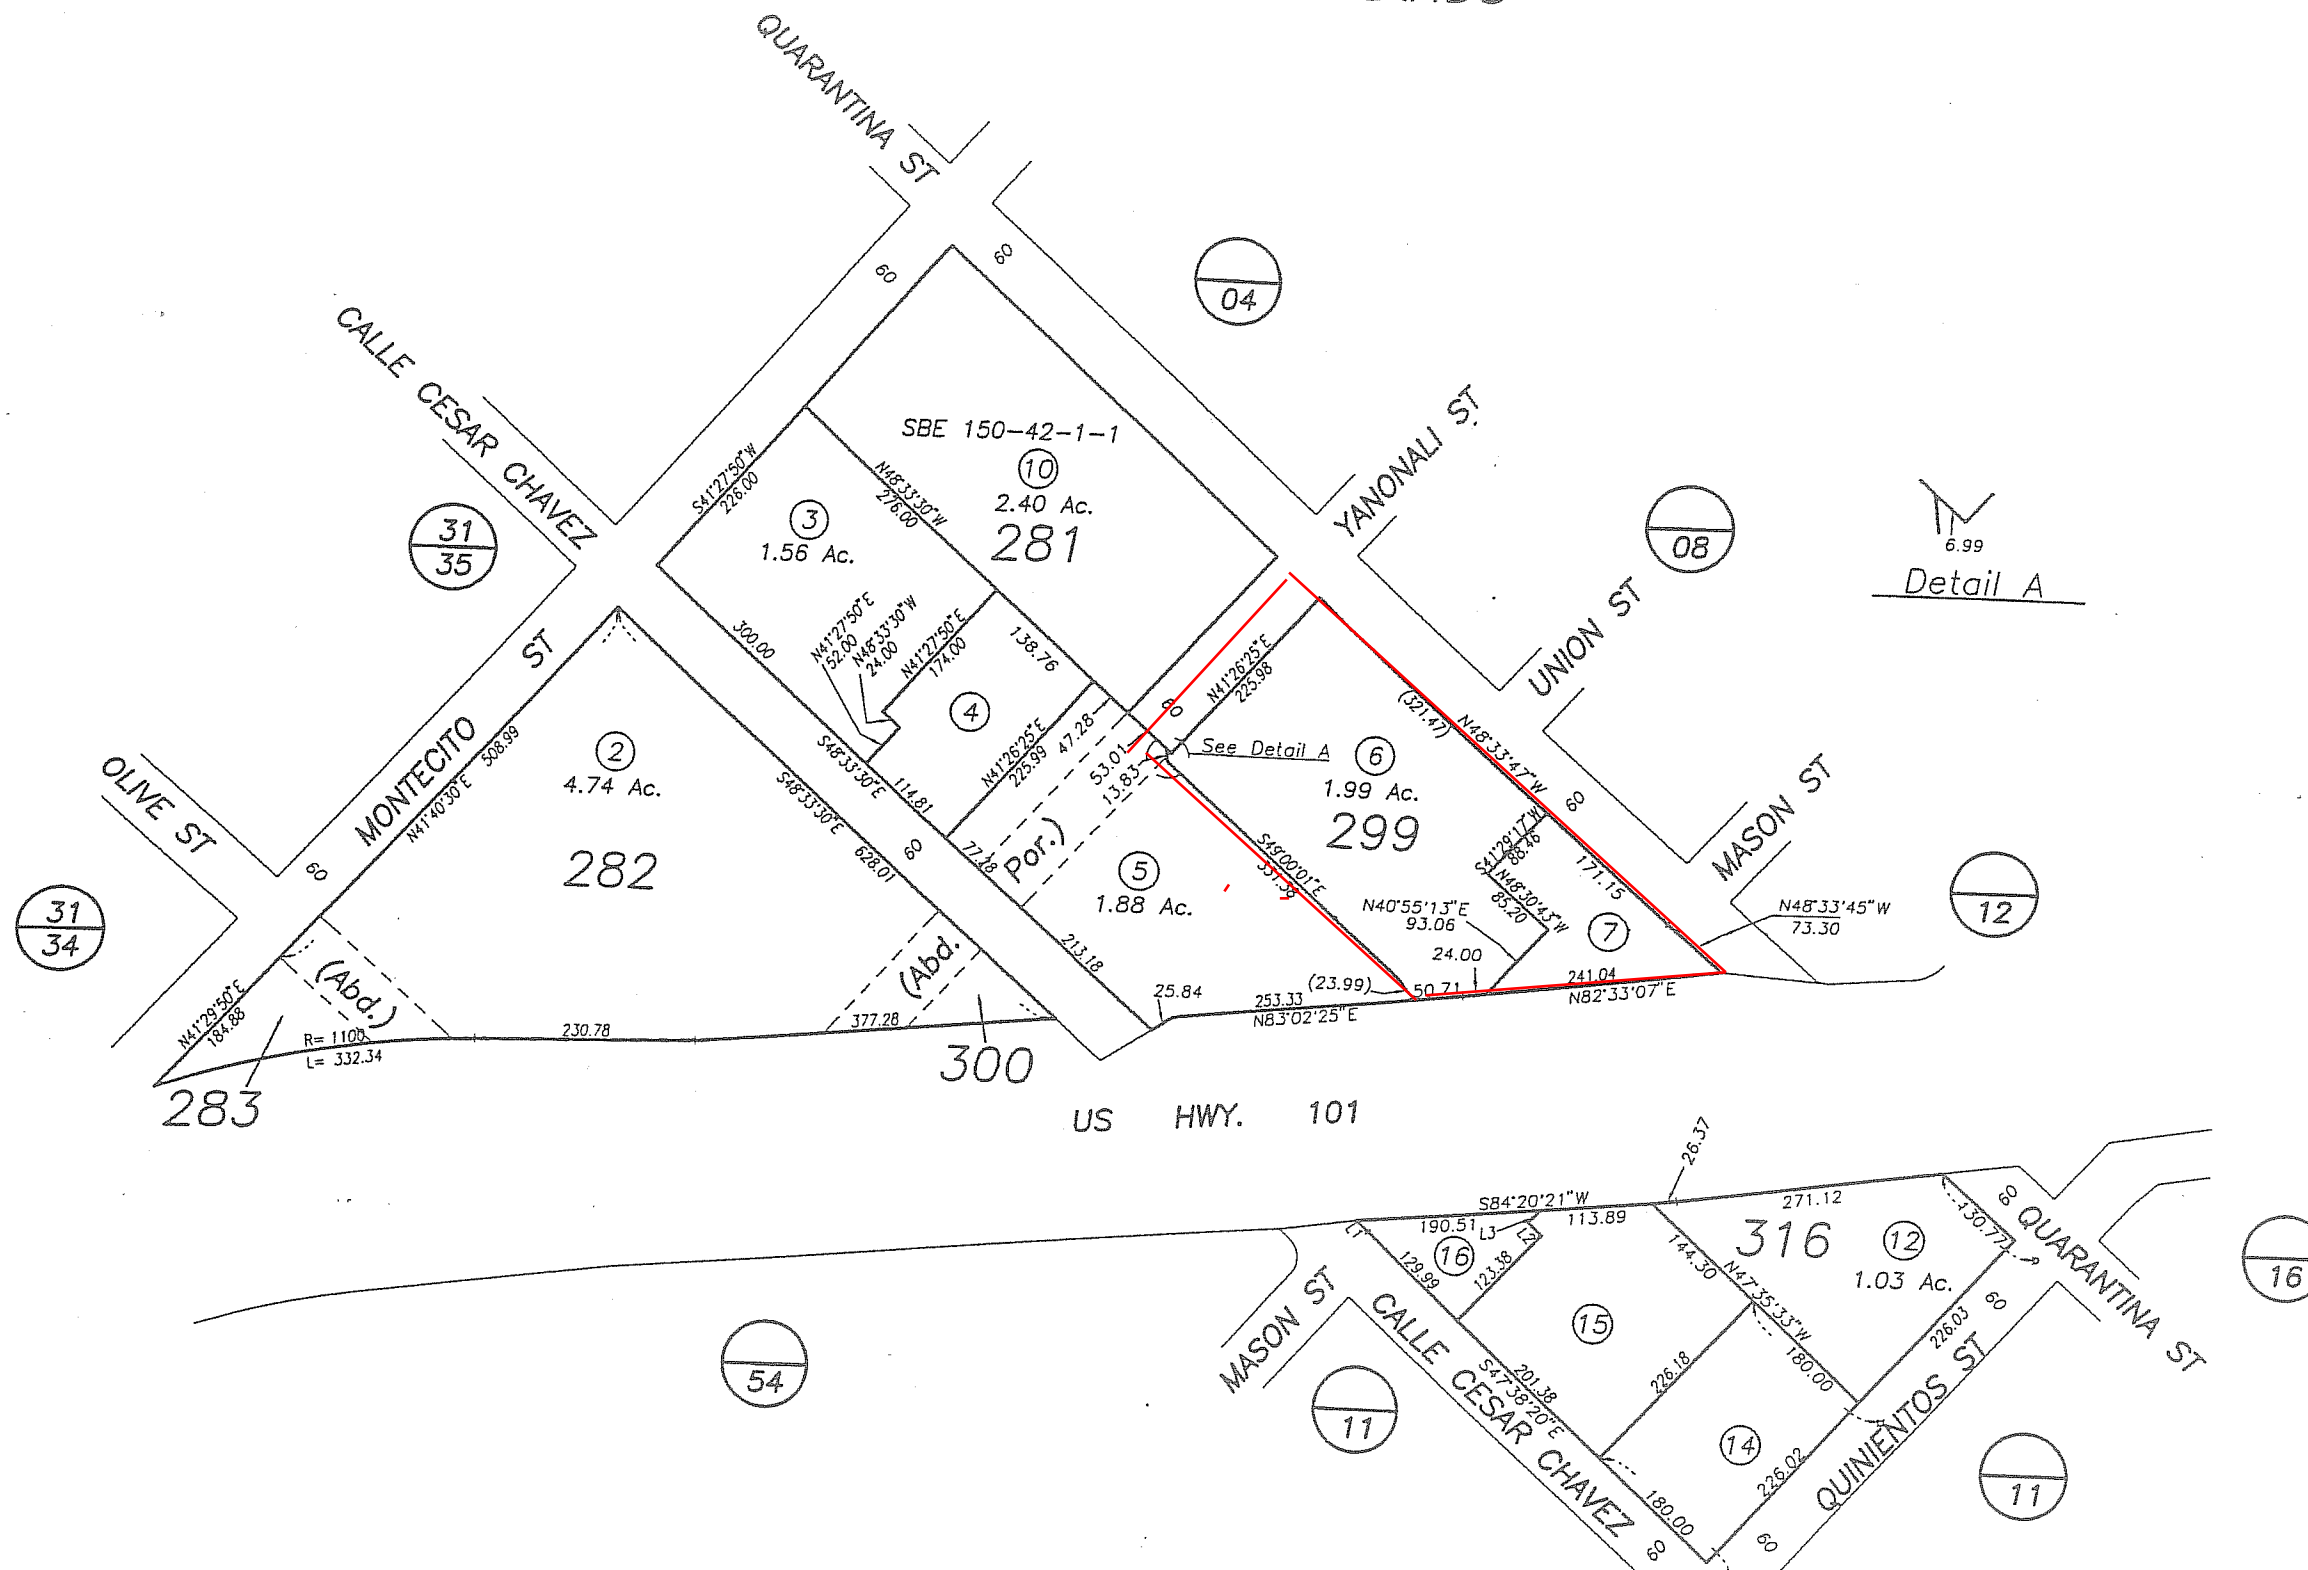 QUARANTINA ST
60
60
04
CALLE CESAR CHAVEZ
SBE 150-42-1-1
10
2.40 Ac.
281
S41°27'50"W
226.00
N48°33'30"W
276.00
3
1.56 Ac.
31
35
YANONALI ST.
08
6.99
Detail A
UNION ST
N41°27'50"E
52.00
N48°33'30"W
24.00
N41°27'50"E
174.00
300.00
138.76
N41°26'25"E
225.98
60
(321.47)
N48°33'47"W
4
47.28
53.01
13.83
See Detail A
6
1.99 Ac.
299
OLIVE ST
MONTECITO ST
N41°40'30"E 508.99
2
4.74 Ac.
282
S48°33'30"E
114.81
N41°26'25"E
225.99
S48°33'30"E
628.01
60
77.28
Por.)
5
1.88 Ac.
S49°00'01"E
337.38
60
S41°29'17"W
88.46
N48°30'43"W
85.20
171.15
MASON ST
N48°33'45"W
73.30
12
60
31
34
N40°55'13"E
93.06
7
24.00
213.18
(Abd.)
(Abd.
N41°29'50"E
184.88
R= 1100
L= 332.34
230.78
377.28
25.84
253.33
N83°02'25"E
(23.99)
50.71
241.04
N82°33'07"E
283
300
US HWY. 101
26.37
S84°20'21"W
190.51
L3
113.89
271.12
L1
L2
16
129.99
123.38
144.30
N47°35'33"W
316
12
1.03 Ac.
130.77
60
QUARANTINA ST
16
MASON ST
CALLE CESAR CHAVEZ
15
226.18
180.00
226.03
60
54
11
201.38
S47°38'20"E
14
226.02
QUINIENTOS ST
11
180.00
60
60